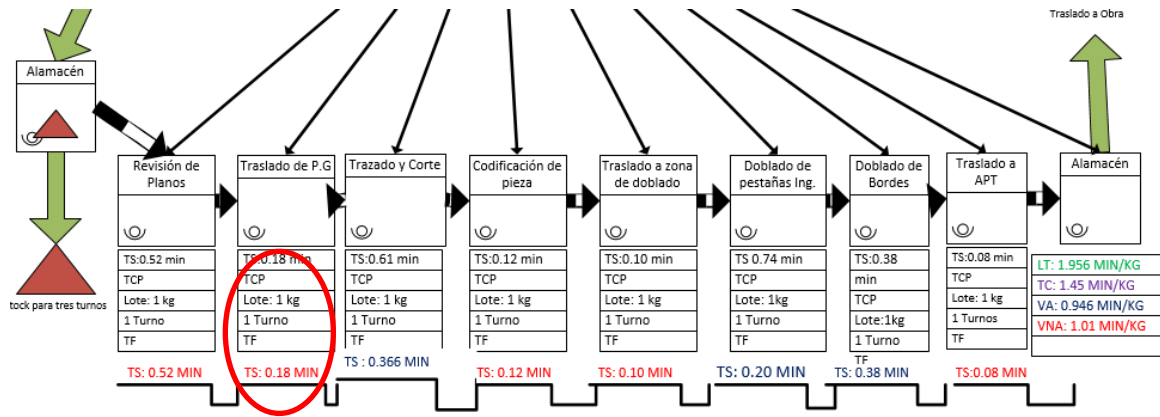 Traslado a Obra
Alamacén
Revisión de
Planos
Traslado de P.G
Trazado y Corte
Codificación de
pieza
Traslado a zona
de doblado
Doblado de
pestañas Ing.
Doblado de
Bordes
Traslado a
APT
Alamacén
TS:0.52 min
TCP
Lote: 1 kg
1 Turno
TF
TS:0.18 min
TCP
Lote: 1 kg
1 Turno
TF
TS:0.61 min
TCP
Lote: 1 kg
1 Turno
TF
TS:0.12 min
TCP
Lote: 1 kg
1 Turno
TF
TS:0.10 min
TCP
Lote: 1 kg
1 Turno
TF
TS 0.74 min
TCP
Lote: 1kg
1 Turno
TF
TS:0.38
min
TCP
Lote:1kg
1 Turno
TF
TS:0.08 min
TCP
Lote: 1 kg
1 Turnos
TF
LT: 1.956 MIN/KG
TC: 1.45 MIN/KG
VA: 0.946 MIN/KG
VNA: 1.01 MIN/KG
tock para tres turnos
TS: 0.52 MIN
TS: 0.18 MIN
TS : 0.366 MIN
TS: 0.12 MIN
TS: 0.10 MIN
TS: 0.20 MIN
TS: 0.38 MIN
TS:0.08 MIN